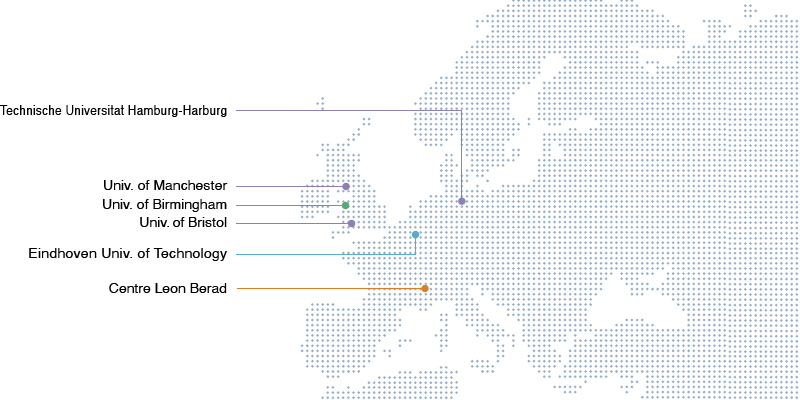 Technische Universitat Hamburg-Harburg
Univ. of Manchester
Univ. of Birmingham
Univ. of Bristol
Eindhoven Univ. of Technology
Centre Leon Berad